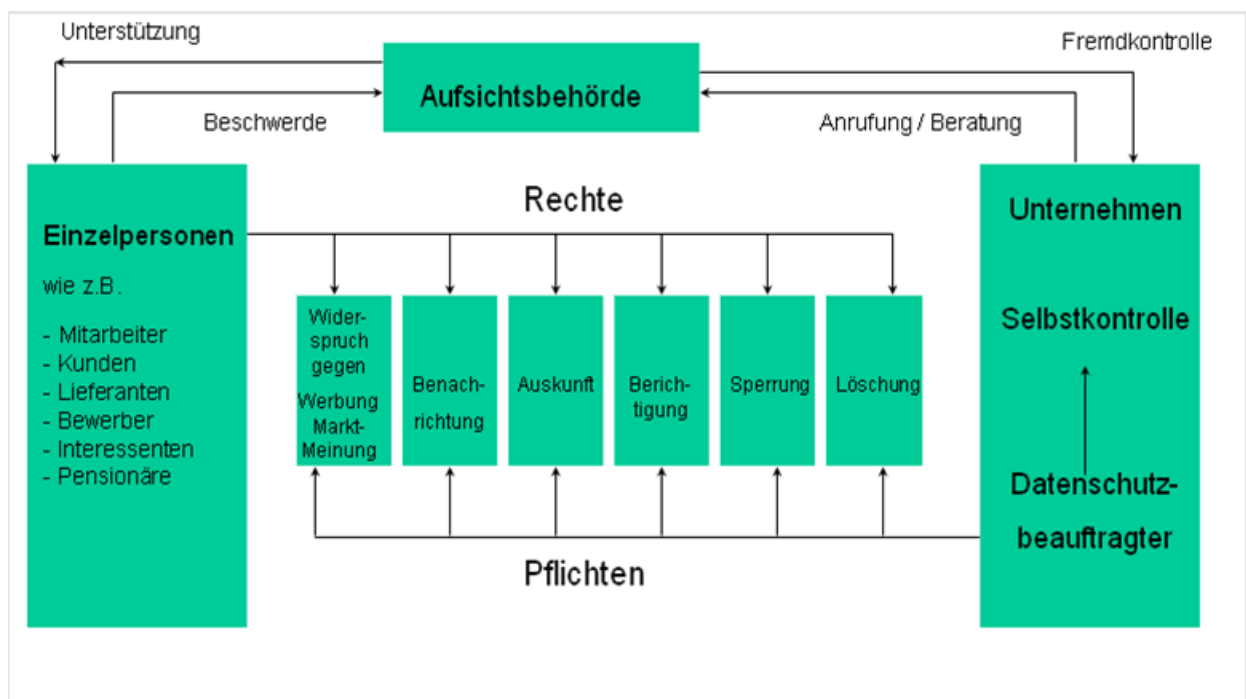 Unterstützung
Fremdkontrolle
Aufsichtsbehörde
Beschwerde
Anrufung / Beratung
Rechte
Einzelpersonen
wie z.B.
- Mitarbeiter
- Kunden
- Lieferanten
- Bewerber
- Interessenten
- Pensionäre
Wider-
spruch
gegen
Werbung
Markt-
Meinung
Benach-
richtung
Auskunft
Berich-
tigung
Sperrung
Löschung
Unternehmen
Selbstkontrolle
Datenschutz-
beauftragter
Pflichten